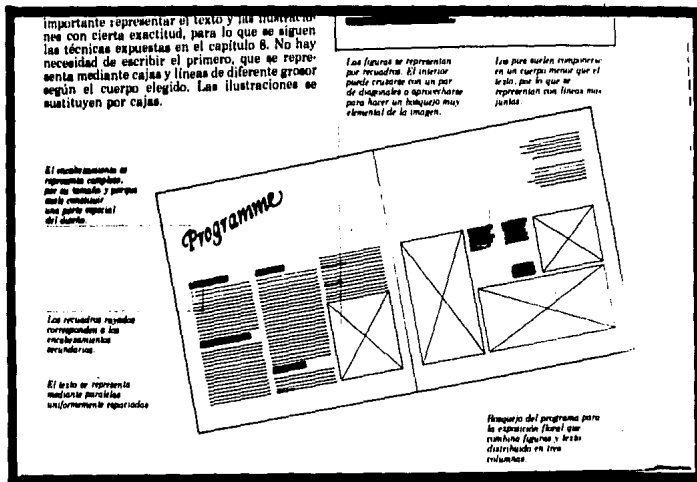 importante representar el texto y las ilustracio-
nes con cierta exactitud, para lo que se siguen
las técnicas expuestas en el capítulo 8. No hay
necesidad de escribir el primero, que se repre-
senta mediante cajas y líneas de diferente grosor
según el cuerpo elegido. Las ilustraciones se
sustituyen por cajas.
Las figuras se representan
por recuadros. El interior
puede cruzarse con un par
de diagonales o aprovecharse
para hacer un bosquejo muy
elemental de la imagen.
Los pies suelen componerse
en un cuerpo menor que el
texto, por lo que se
representan con líneas más
juntas.
El encabezamiento se
representa completo,
por su tamaño y porque
suele constituir
una parte especial
del diseño.
Programme
Los recuadros rayados
corresponden a los
encabezamientos
secundarios.
El texto se representa
mediante paralelas
uniformemente espaciadas
Bosquejo del programa para
la exposición floral que
combina figuras y texto
distribuido en tres
columnas.